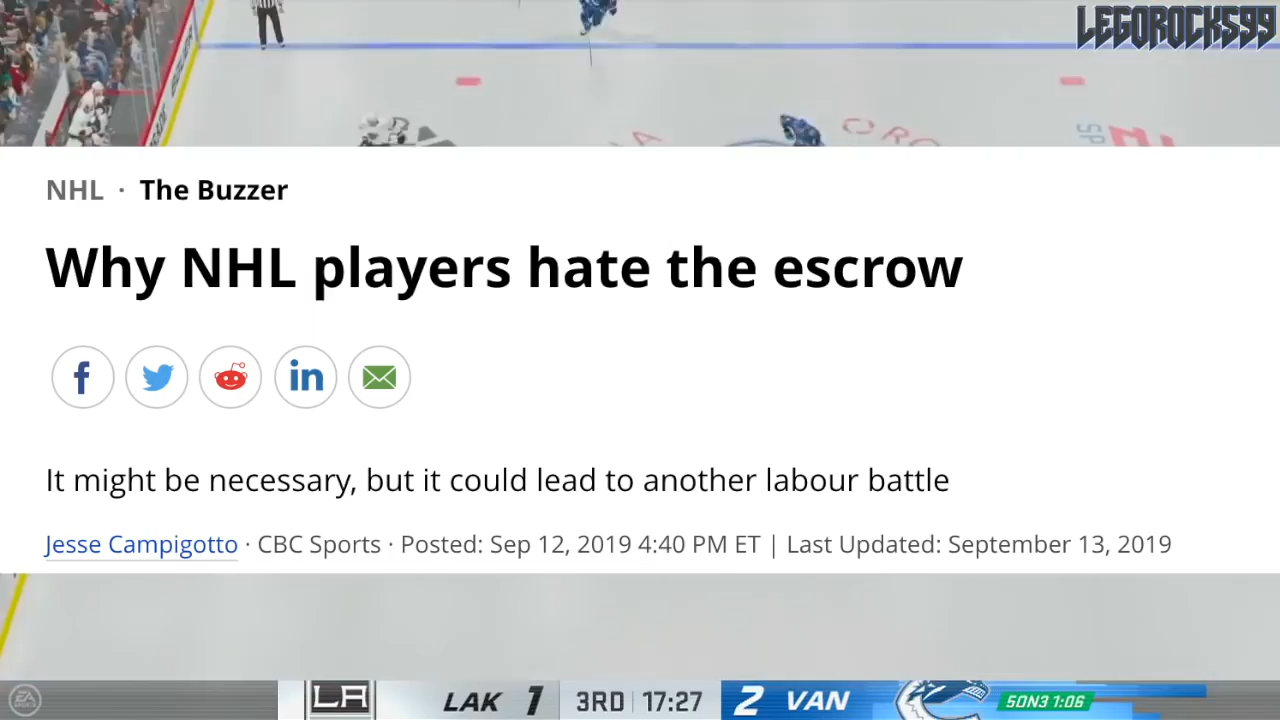 LEGOROCKS99
NHL · The Buzzer
Why NHL players hate the escrow
It might be necessary, but it could lead to another labour battle
Jesse Campigotto · CBC Sports · Posted: Sep 12, 2019 4:40 PM ET | Last Updated: September 13, 2019
LA LAK 1 3RD 17:27 2 VAN 5ON3 1:06